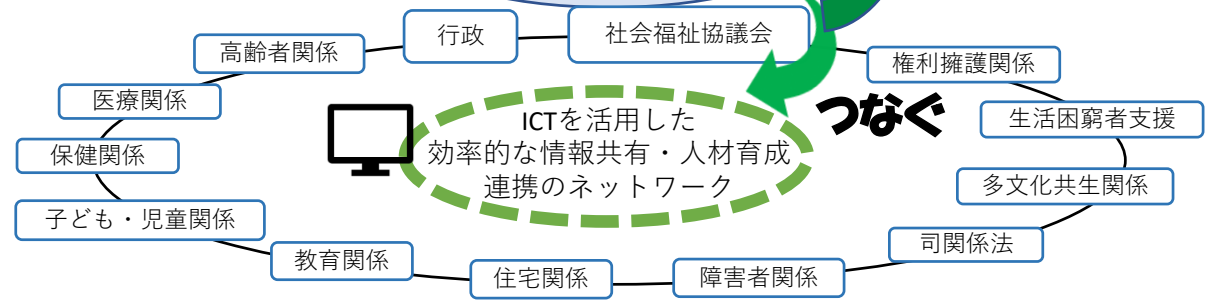 行政
社会福祉協議会
高齢者関係
権利擁護関係
医療関係
つなぐ
生活困窮者支援
ICTを活用した
効率的な情報共有・人材育成
連携のネットワーク
保健関係
多文化共生関係
子ども・児童関係
司関係法
教育関係
住宅関係
障害者関係